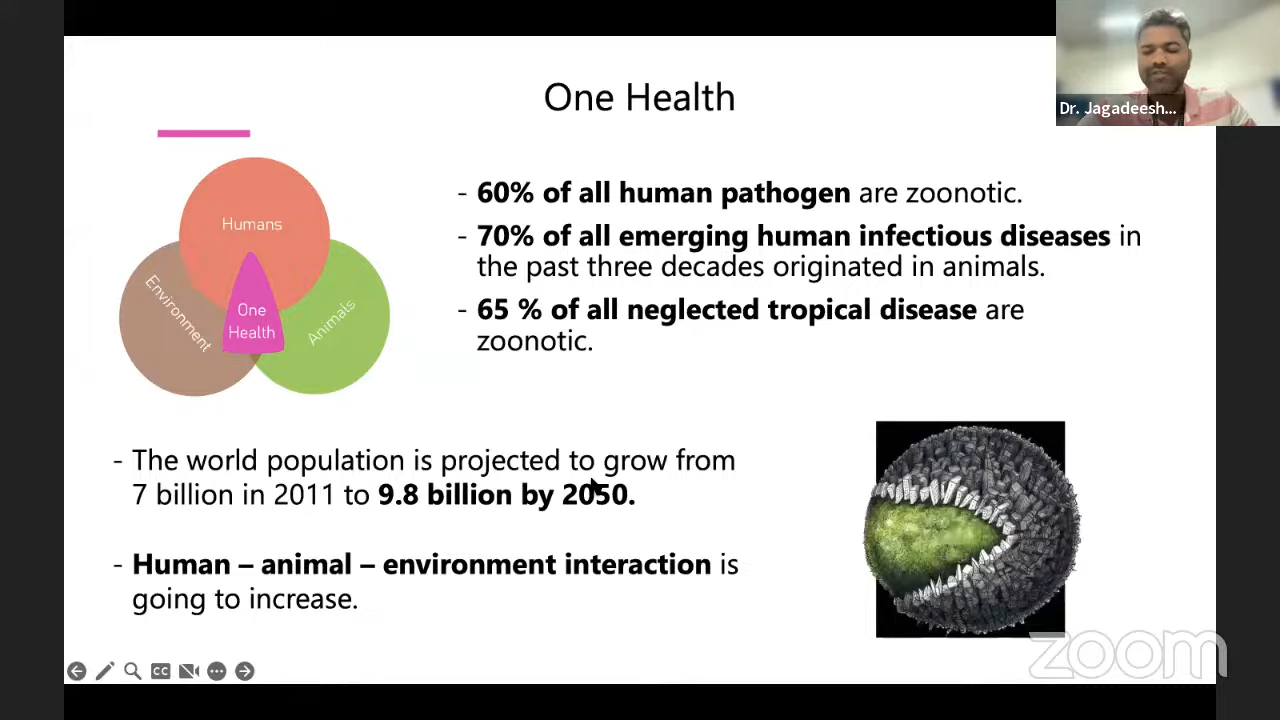 One Health
Dr. Jagadeesh...
Humans
Environment
Animals
One
Health
- 60% of all human pathogen are zoonotic.
- 70% of all emerging human infectious diseases in
the past three decades originated in animals.
- 65 % of all neglected tropical disease are
zoonotic.
- The world population is projected to grow from
7 billion in 2011 to 9.8 billion by 2050.
- Human – animal – environment interaction is
going to increase.
CC
zoom